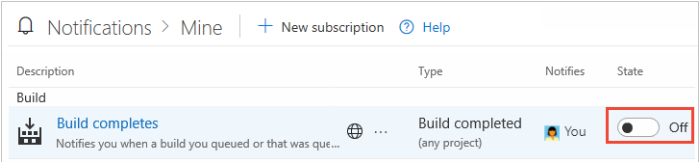 Notifications > Mine + New subscription ? Help
Description Type Notifies State
Build
Build completes Build completed You Off
Notifies you when a build you queued or that was que... ... (any project)